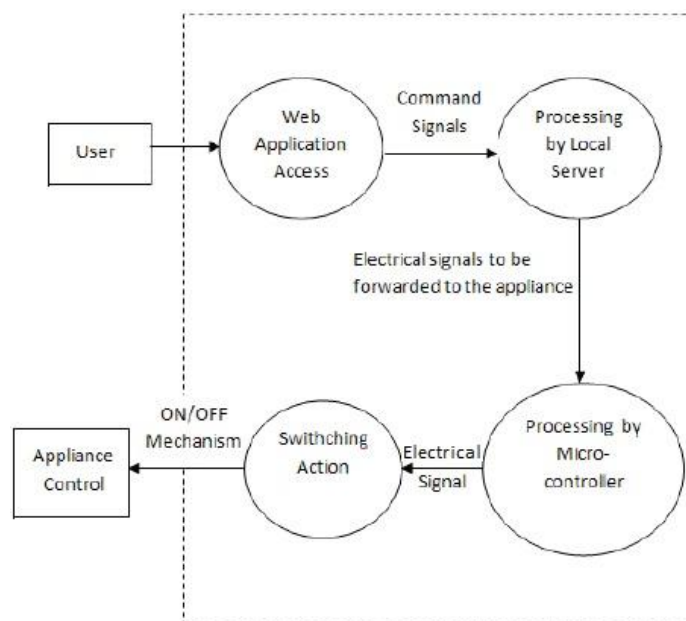 User
Web
Application
Access
Command
Signals
Processing
by Local
Server
Electrical signals to be
forwarded to the appliance
Processing by
Micro-
controller
Electrical
Signal
Swithching
Action
ON/OFF
Mechanism
Appliance
Control